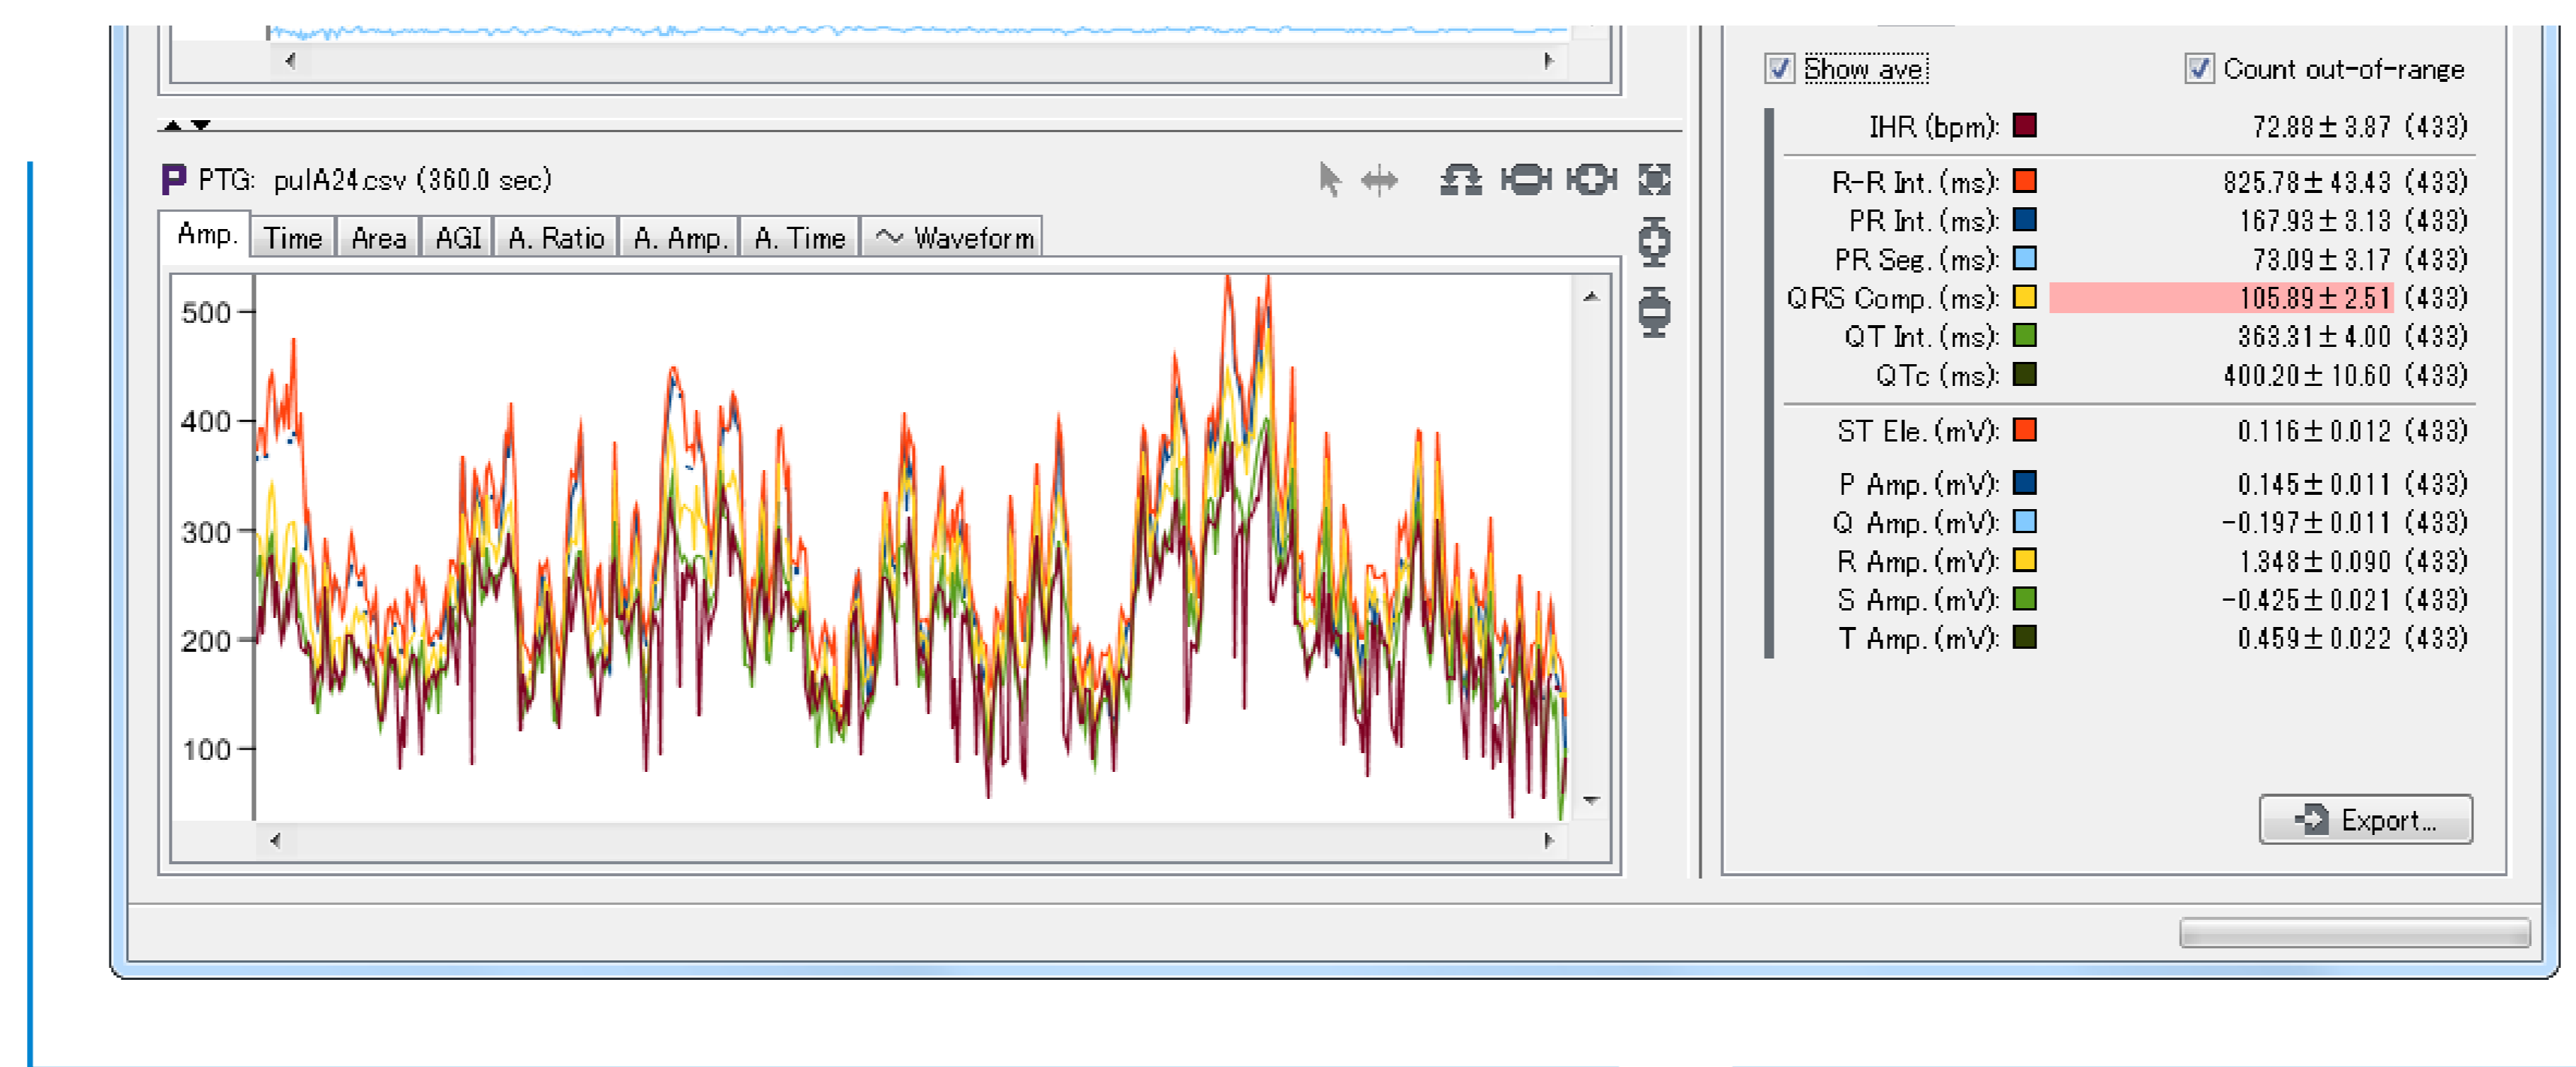 Show ave
Count out-of-range
IHR (bpm): 72.88±3.87 (433)
R-R Int. (ms): 825.78±43.43 (433)
PR Int. (ms): 167.93±3.13 (433)
PR Seg. (ms): 73.09±3.17 (433)
QRS Comp. (ms): 105.89±2.51 (433)
QT Int. (ms): 363.31±4.00 (433)
QTc (ms): 400.20±10.60 (433)
ST Ele. (mV): 0.116±0.012 (433)
P Amp. (mV): 0.145±0.011 (433)
Q Amp. (mV): -0.197±0.011 (433)
R Amp. (mV): 1.348±0.090 (433)
S Amp. (mV): -0.425±0.021 (433)
T Amp. (mV): 0.459±0.022 (433)
Export...
P PTG: pulA24.csv (360.0 sec)
Amp. Time Area AGI A. Ratio A. Amp. A. Time Waveform
500
400
300
200
100